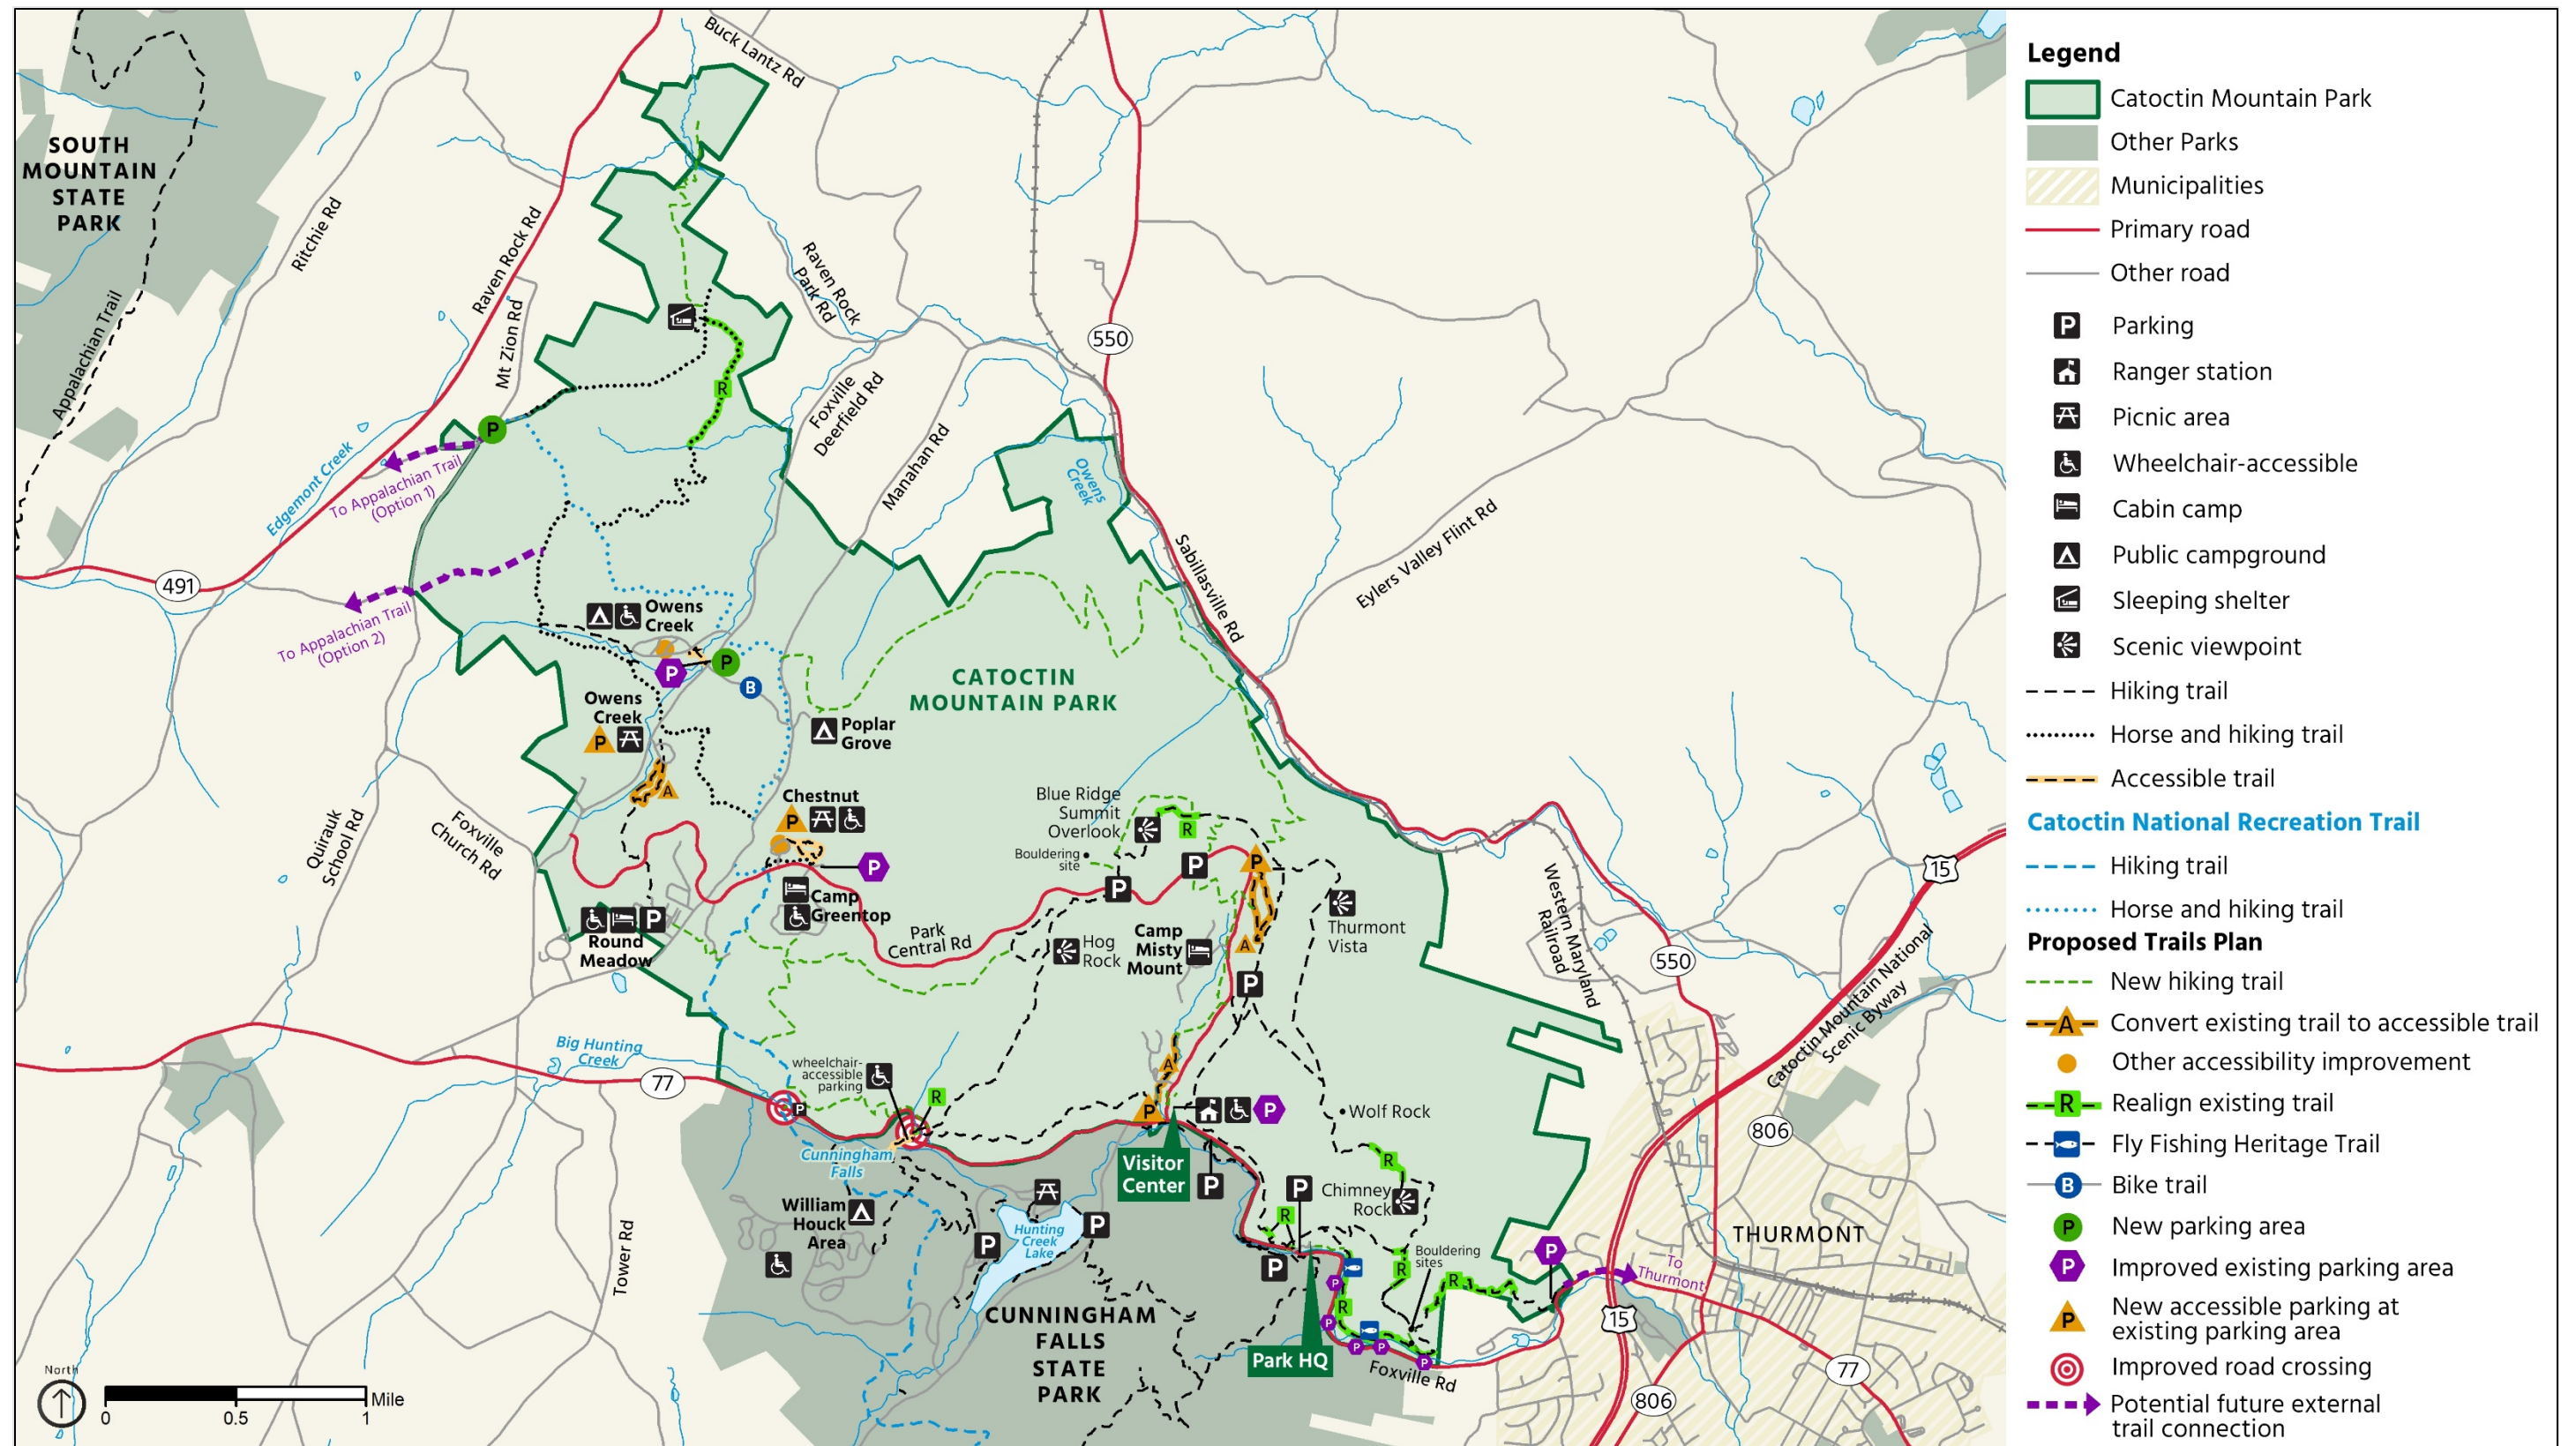 Buck Lantz Rd
SOUTH
MOUNTAIN
STATE
PARK
Ritchie Rd
Raven Rock Rd
Mt Zion Rd
Appalachian Trail
Raven Rock
Park Rd
550
Foxville
Deerfield Rd
Manahan Rd
R
P
To Appalachian Trail
(Option 1)
Edgemont Creek
Owens
Creek
491
To Appalachian Trail
(Option 2)
Sabillasville Rd
Eylers Valley Flint Rd
Owens
Creek
P
P
B
CATOCTIN
MOUNTAIN PARK
Owens
Creek
P
Poplar
Grove
A
Chestnut
P
P
Quirauk
School Rd
Foxville
Church Rd
Blue Ridge
Summit
Overlook
R
Bouldering
site
P
P
P
Camp
Greentop
P
Round
Meadow
Park
Central Rd
Hog
Rock
Camp
Misty
Mount
A
Thurmont
Vista
P
Western Maryland
Railroad
550
15
Catoctin Mountain National
Scenic Byway
Big Hunting
Creek
77
wheelchair-
accessible
parking
P
R
A
P
P
Wolf Rock
806
Cunningham
Falls
Visitor
Center
P
P
R
Chimney
Rock
R
William
Houck
Area
Hunting
Creek
Lake
P
P
P
R
Bouldering
sites
R
P
To
Thurmont
THURMONT
Tower Rd
P
R
P
P
P
P
CUNNINGHAM
FALLS
STATE
PARK
Park HQ
Foxville Rd
15
77
806
North
Mile
0
0.5
1
Legend
Catoctin Mountain Park
Other Parks
Municipalities
Primary road
Other road
P Parking
Ranger station
Picnic area
Wheelchair-accessible
Cabin camp
Public campground
Sleeping shelter
Scenic viewpoint
Hiking trail
Horse and hiking trail
Accessible trail
Catoctin National Recreation Trail
Hiking trail
Horse and hiking trail
Proposed Trails Plan
New hiking trail
A Convert existing trail to accessible trail
Other accessibility improvement
R Realign existing trail
Fly Fishing Heritage Trail
B Bike trail
P New parking area
P Improved existing parking area
P New accessible parking at
existing parking area
Improved road crossing
Potential future external
trail connection